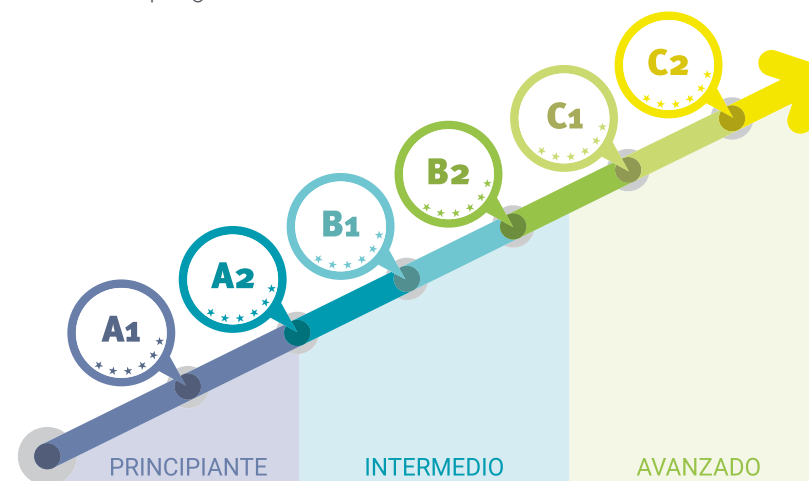 C2
C1
B2
B1
A2
A1
PRINCIPIANTE
INTERMEDIO
AVANZADO